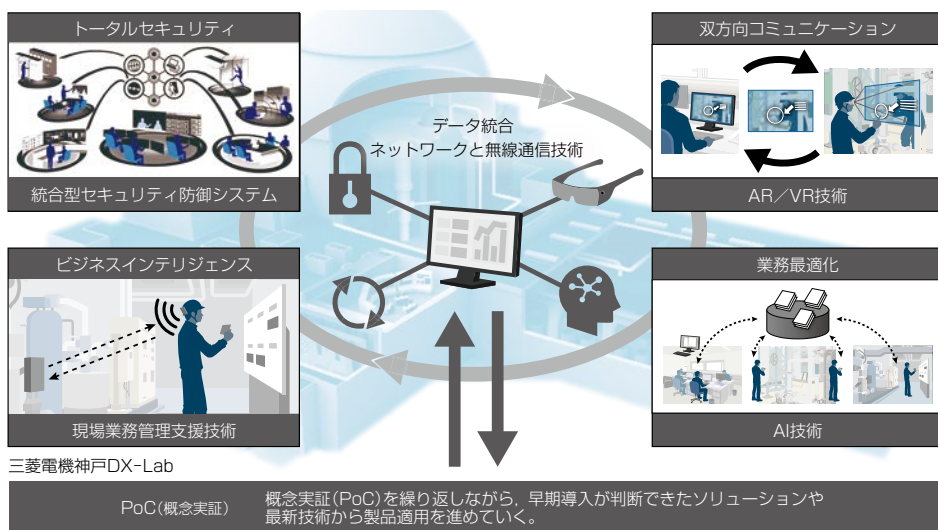 トータルセキュリティ
統合型セキュリティ防御システム
双方向コミュニケーション
AR／VR技術
データ統合
ネットワークと無線通信技術
ビジネスインテリジェンス
現場業務管理支援技術
業務最適化
AI技術
三菱電機神戸DX-Lab
PoC（概念実証）
概念実証（PoC）を繰り返しながら，早期導入が判断できたソリューションや
最新技術から製品適用を進めていく。